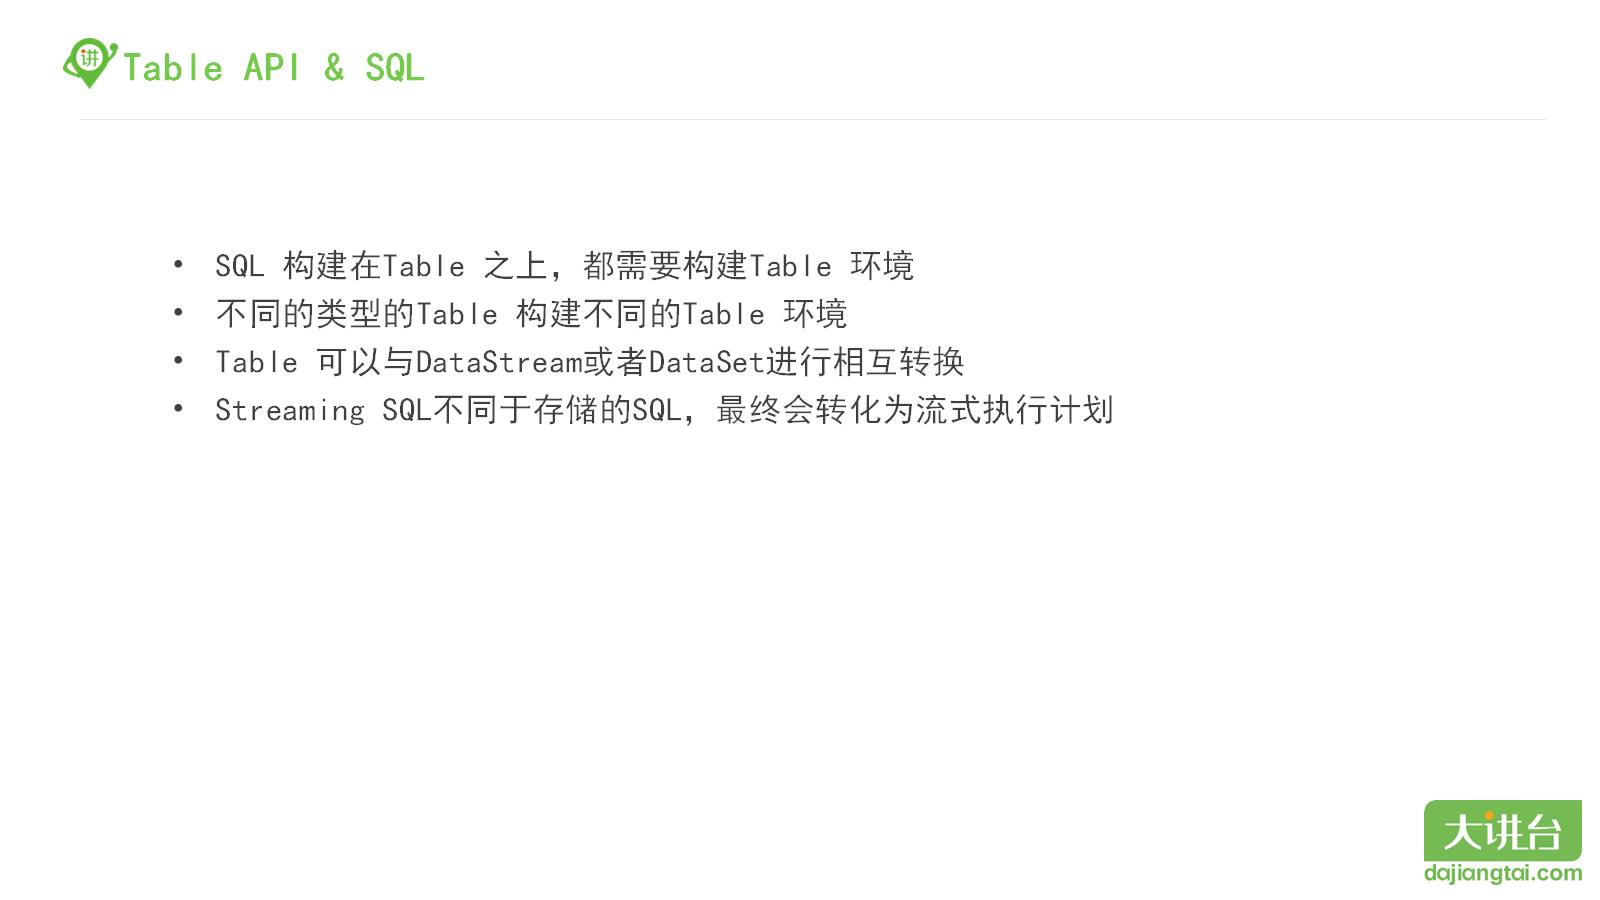 讲
Table API & SQL
• SQL 构建在Table 之上，都需要构建Table 环境
• 不同的类型的Table 构建不同的Table 环境
• Table 可以与DataStream或者DataSet进行相互转换
• Streaming SQL不同于存储的SQL，最终会转化为流式执行计划
大讲台
dajiangtai.com